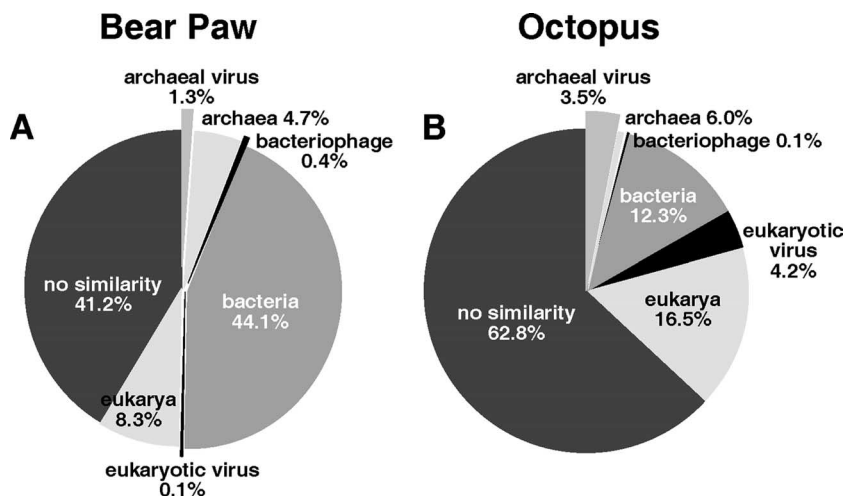 Bear Paw
Octopus
A
archaeal virus
1.3%
archaea 4.7%
bacteriophage
0.4%
no similarity
41.2%
bacteria
44.1%
eukarya
8.3%
eukaryotic virus
0.1%
B
archaeal virus
3.5%
archaea 6.0%
bacteriophage 0.1%
bacteria
12.3%
eukaryotic
virus
4.2%
eukarya
16.5%
no similarity
62.8%